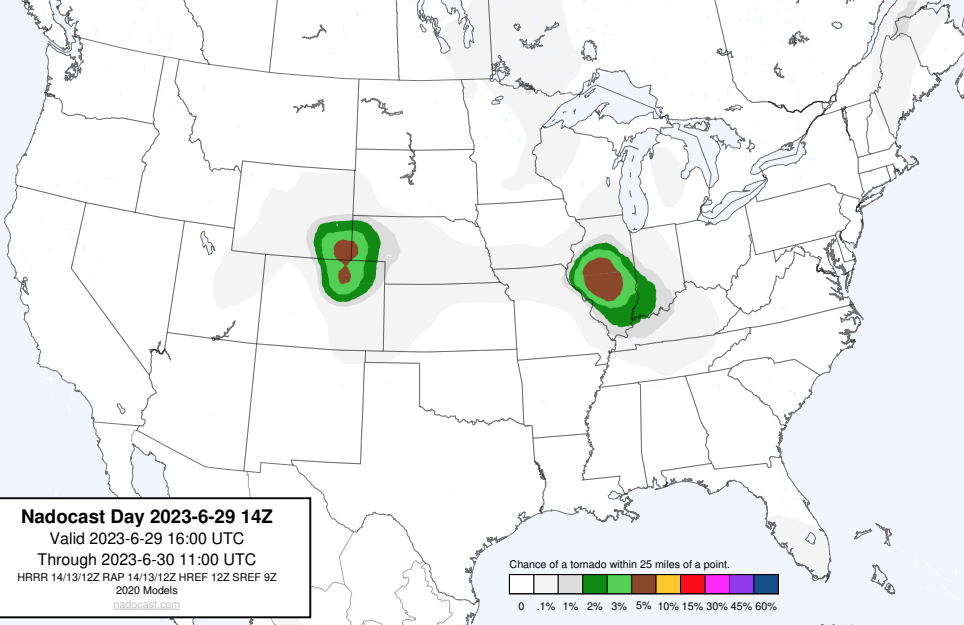 Nadocast Day 2023-6-29 14Z
Valid 2023-6-29 16:00 UTC
Through 2023-6-30 11:00 UTC
HRRR 14/13/12Z RAP 14/13/12Z HREF 12Z SREF 9Z
2020 Models
nadocast.com
Chance of a tornado within 25 miles of a point.
0 .1% 1% 2% 3% 5% 10% 15% 30% 45% 60%